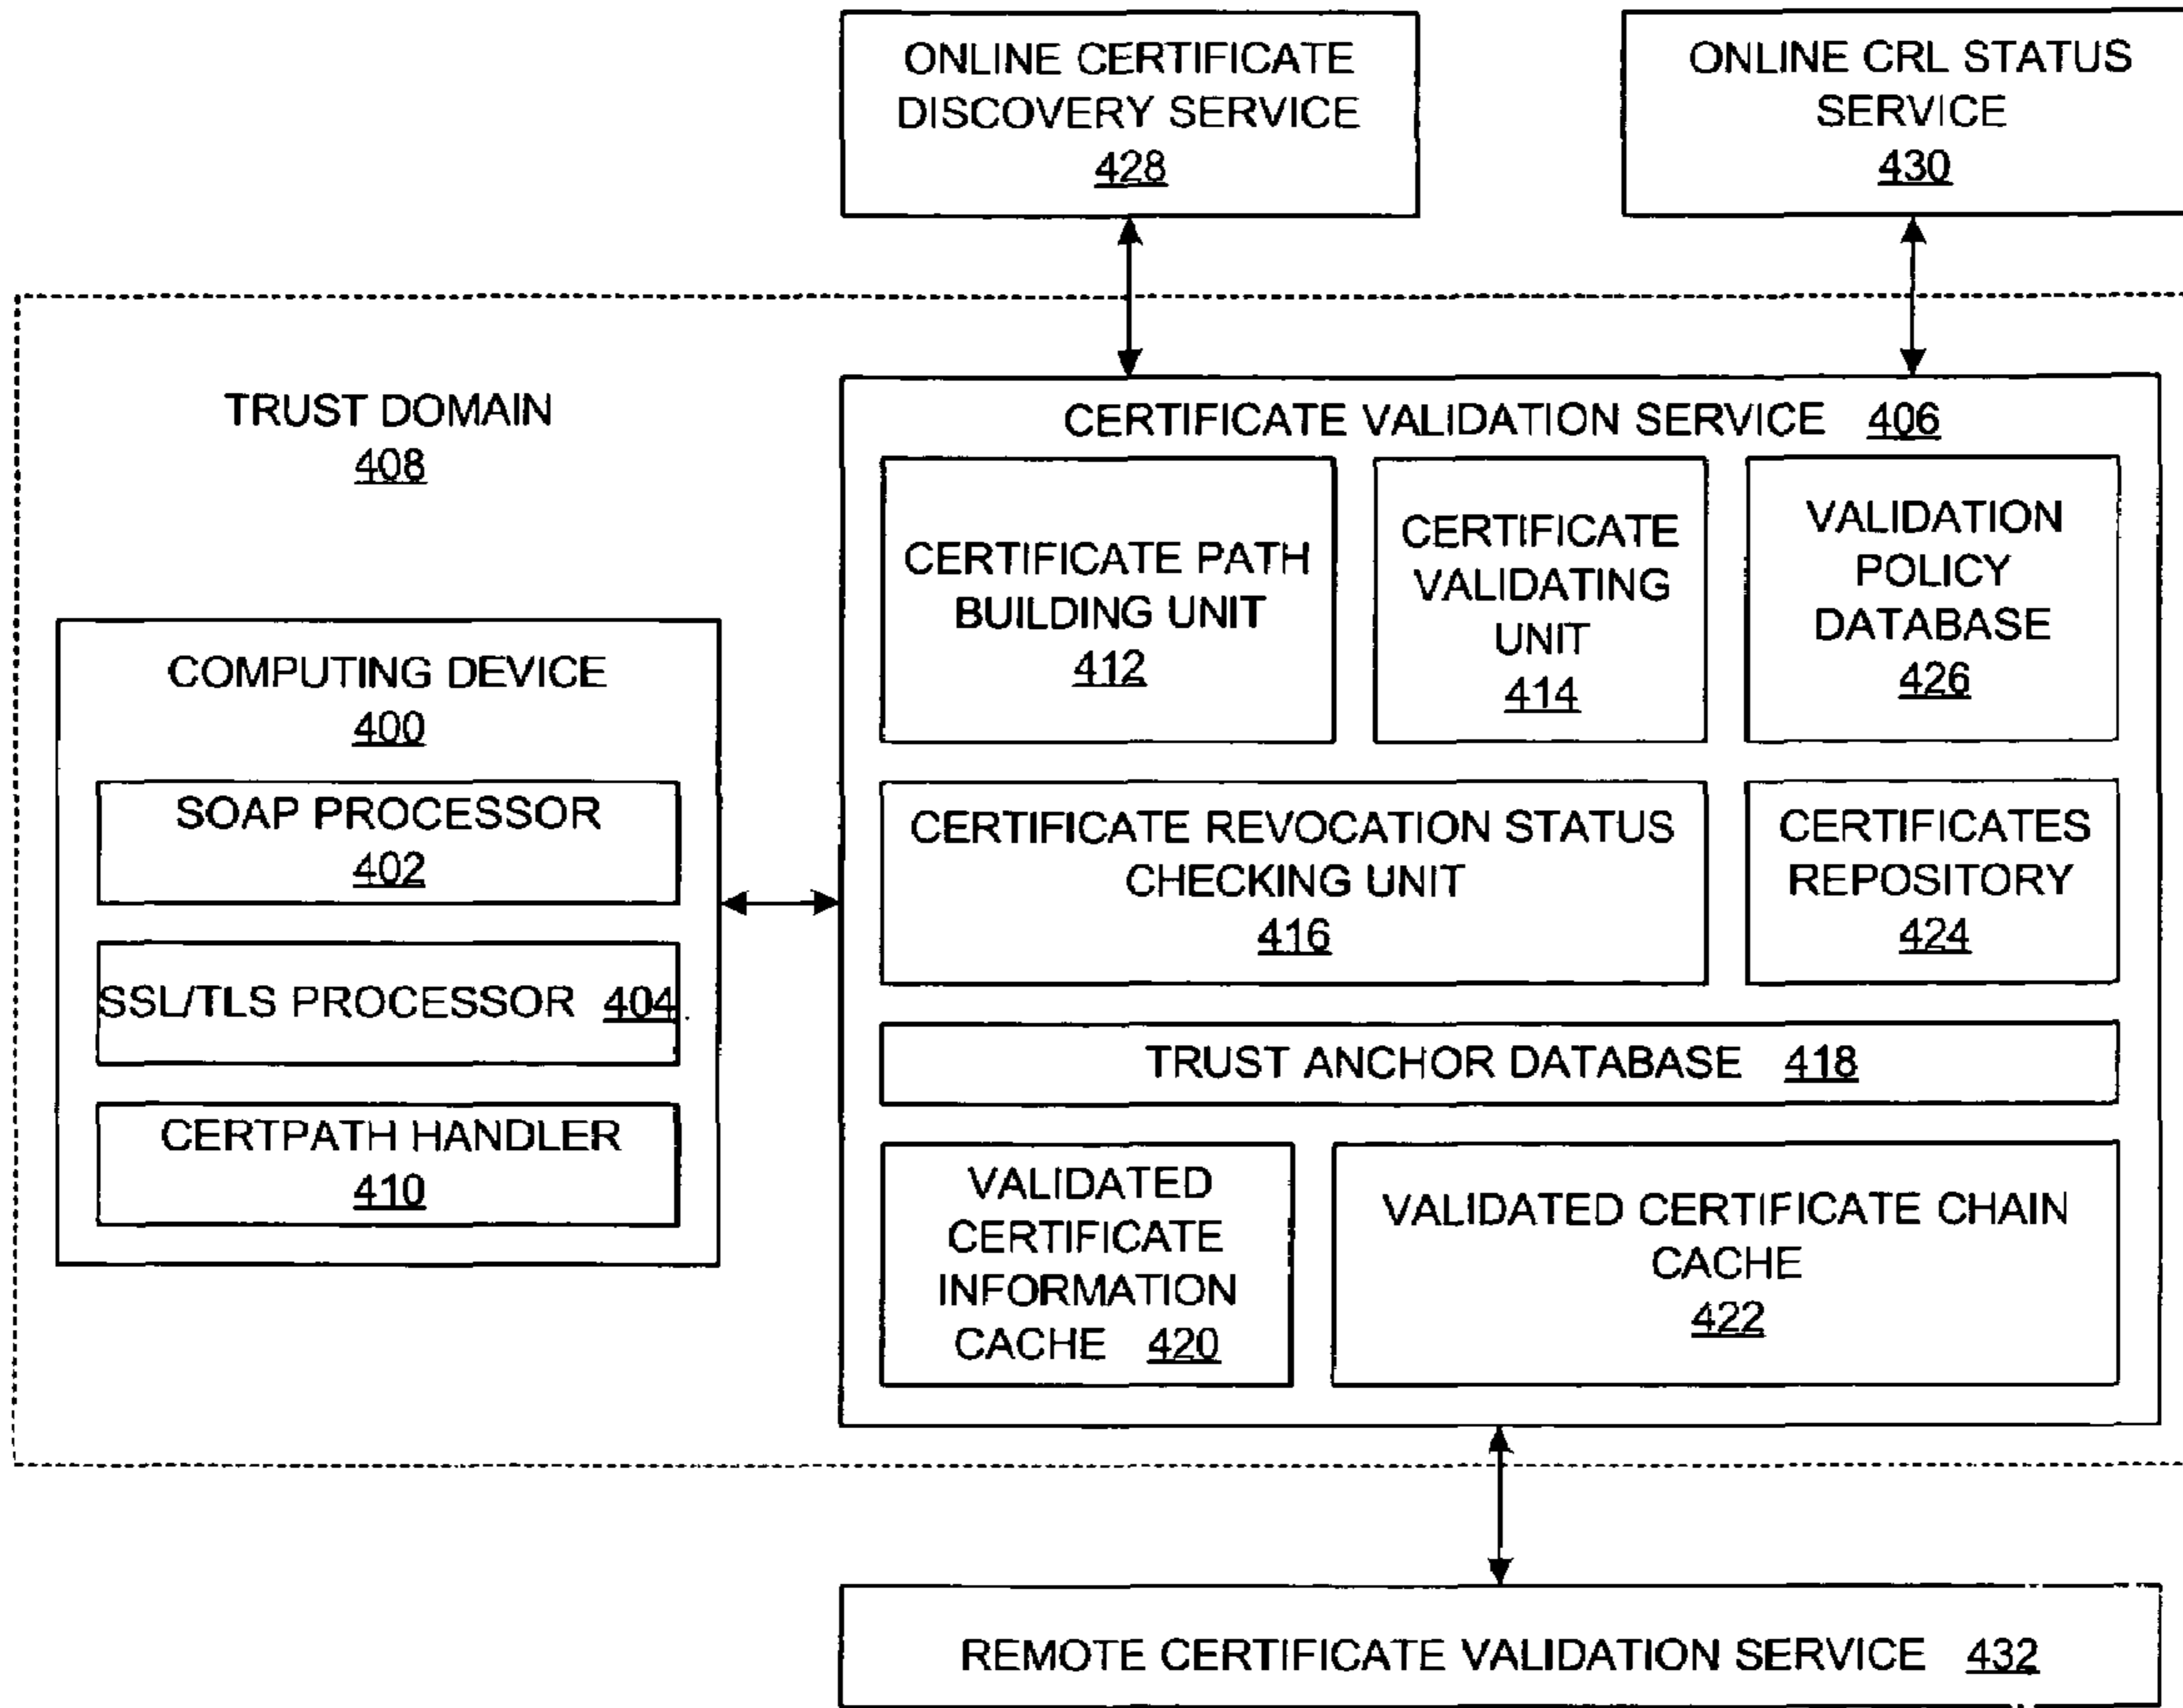 ONLINE CERTIFICATE
DISCOVERY SERVICE
428
ONLINE CRL STATUS
SERVICE
430
TRUST DOMAIN
408
COMPUTING DEVICE
400
SOAP PROCESSOR
402
SSL/TLS PROCESSOR 404
CERTPATH HANDLER
410
CERTIFICATE VALIDATION SERVICE 406
CERTIFICATE PATH
BUILDING UNIT
412
CERTIFICATE
VALIDATING
UNIT
414
VALIDATION
POLICY
DATABASE
426
CERTIFICATE REVOCATION STATUS
CHECKING UNIT
416
CERTIFICATES
REPOSITORY
424
TRUST ANCHOR DATABASE 418
VALIDATED
CERTIFICATE
INFORMATION
CACHE 420
VALIDATED CERTIFICATE CHAIN
CACHE
422
REMOTE CERTIFICATE VALIDATION SERVICE 432